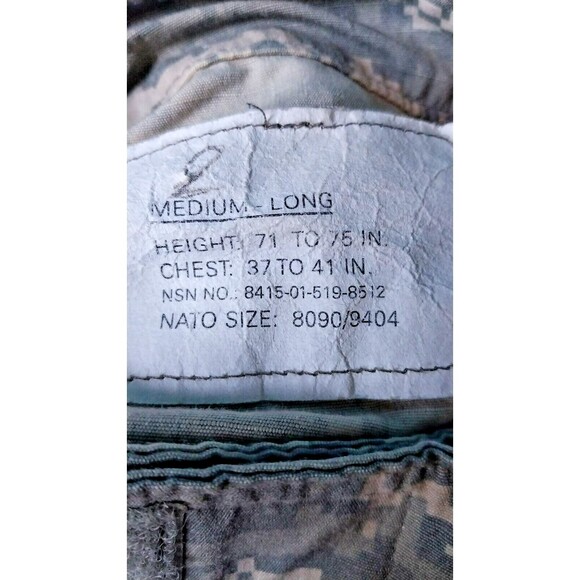 2
MEDIUM - LONG
HEIGHT: 71 TO 75 IN.
CHEST: 37 TO 41 IN.
NSN NO.: 8415-01-519-8512
NATO SIZE: 8090/9404